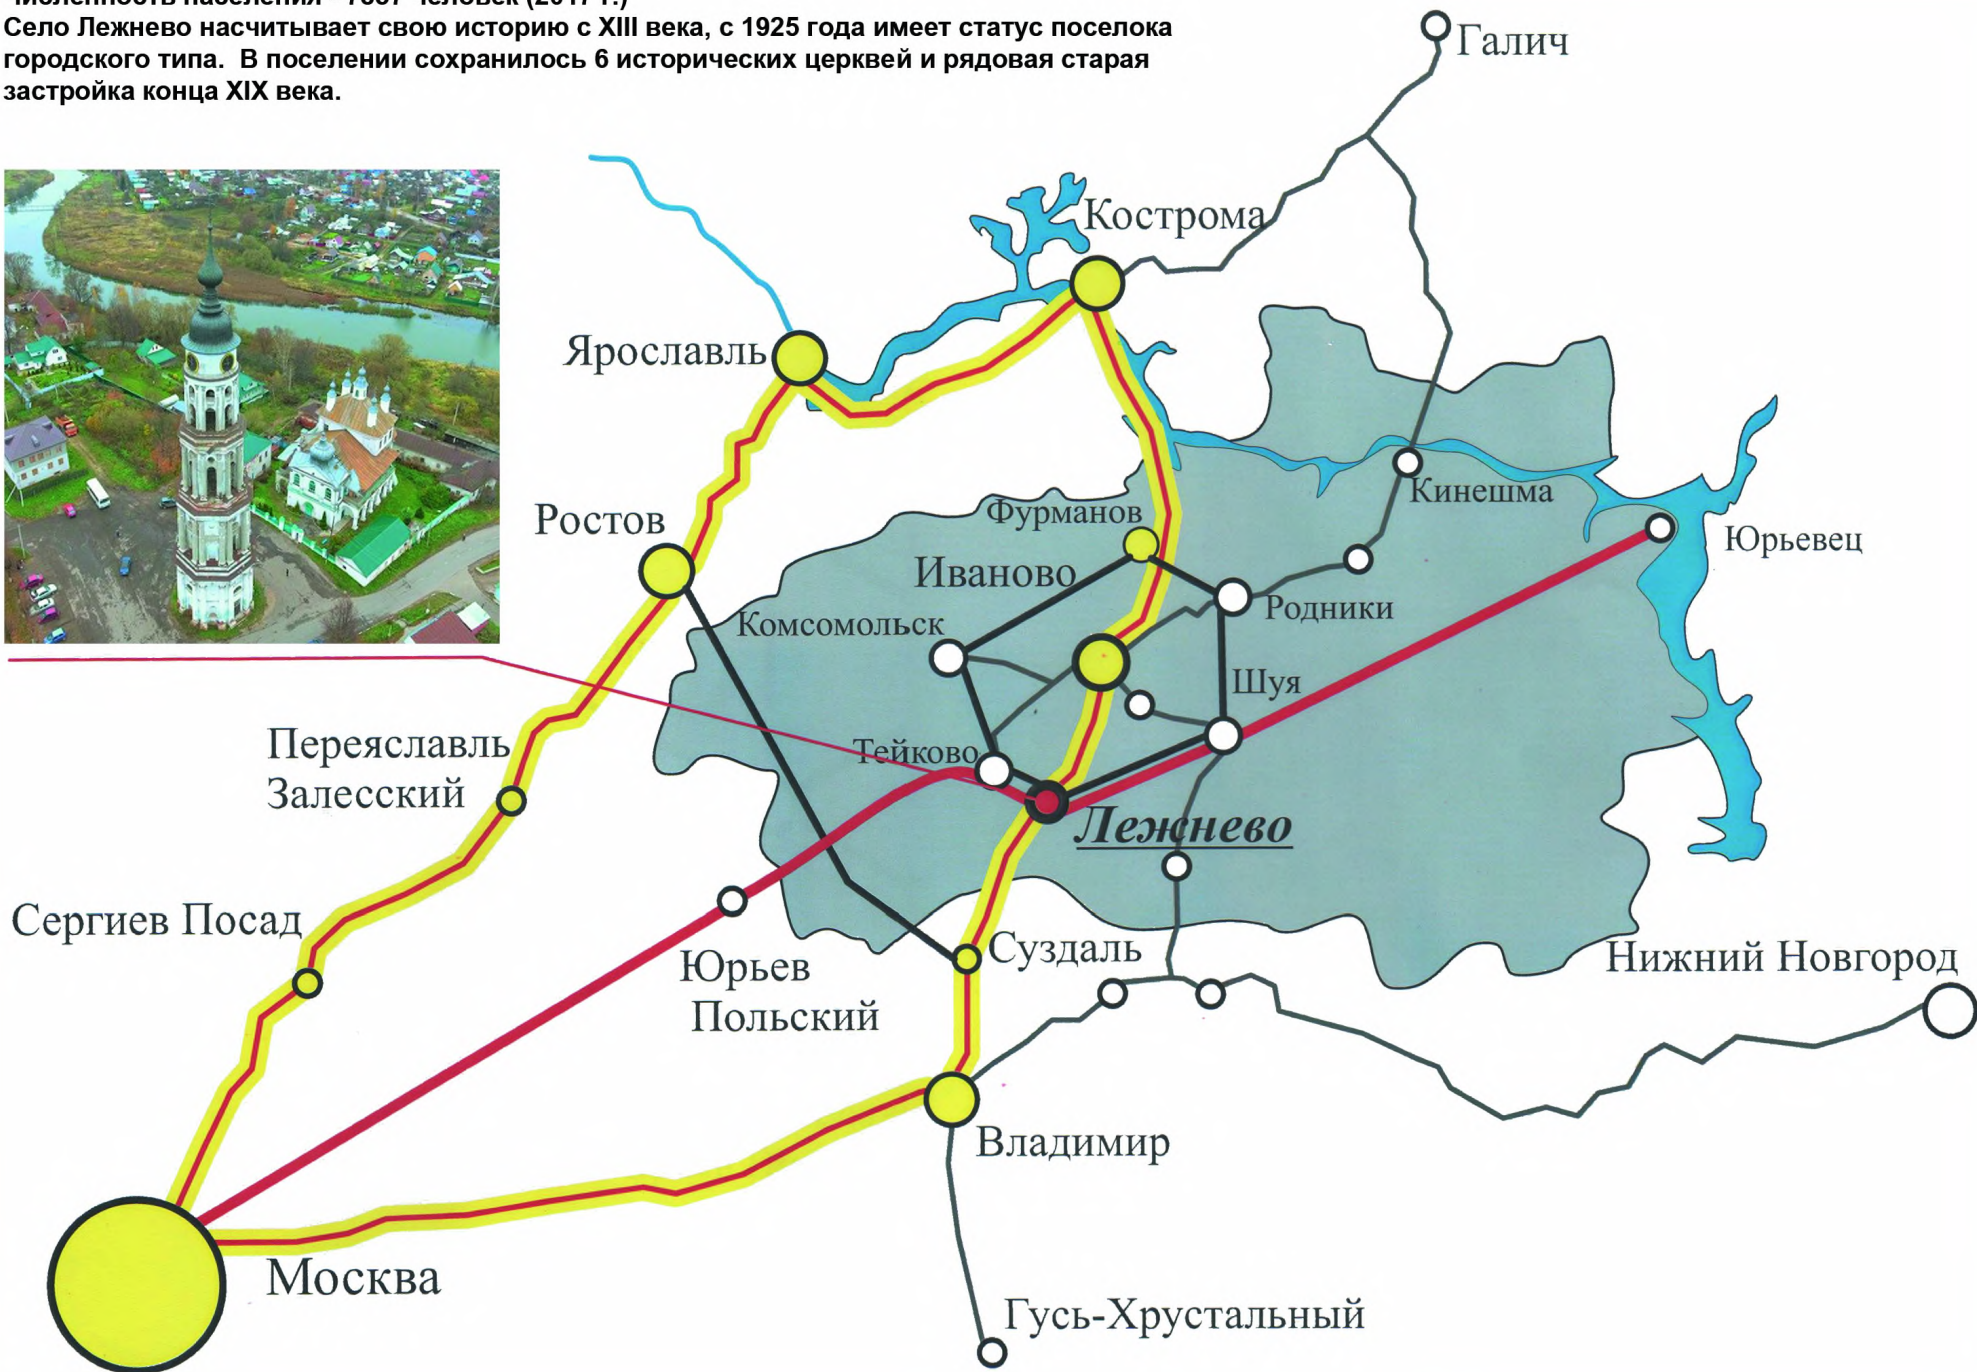 Село Лежнево насчитывает свою историю с XIII века, с 1925 года имеет статус поселока
городского типа. В поселении сохранилось 6 исторических церквей и рядовая старая
застройка конца XIX века.
Галич
Кострома
Ярославль
Кинешма
Ростов
Фурманов
Юрьевец
Иваново
Родники
Комсомольск
Шуя
Переяславль
Залесский
Тейково
Лежнево
Сергиев Посад
Суздаль
Нижний Новгород
Юрьев
Польский
Владимир
Москва
Гусь-Хрустальный